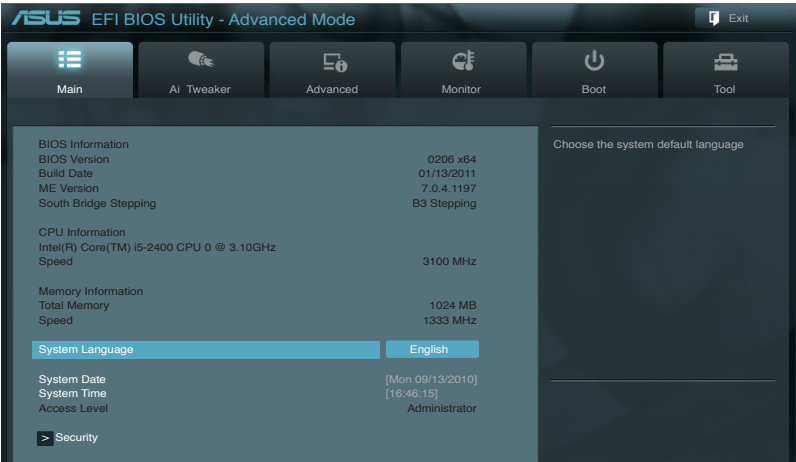 ASUS EFI BIOS Utility - Advanced Mode
Exit
Main Ai Tweaker Advanced Monitor Boot Tool
Choose the system default language
BIOS Information
BIOS Version 0206 x64
Build Date 01/13/2011
ME Version 7.0.4.1197
South Bridge Stepping B3 Stepping
CPU Information
Intel(R) Core(TM) i5-2400 CPU 0 @ 3.10GHz
Speed 3100 MHz
Memory Information
Total Memory 1024 MB
Speed 1333 MHz
System Language English
System Date [Mon 09/13/2010]
System Time [16:46:15]
Access Level Administrator
> Security